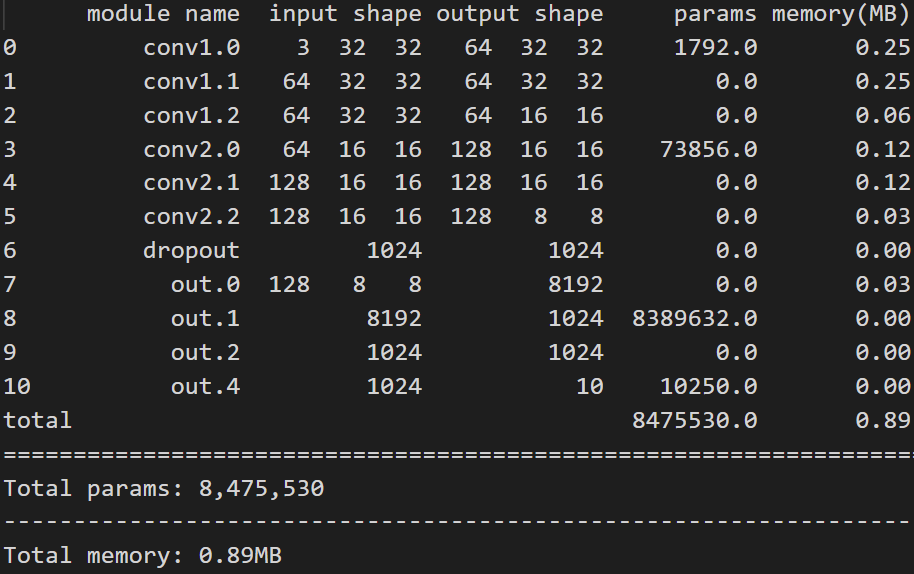 module name input shape output shape params memory(MB)
0 conv1.0 3 32 32 64 32 32 1792.0 0.25
1 conv1.1 64 32 32 64 32 32 0.0 0.25
2 conv1.2 64 32 32 64 16 16 0.0 0.06
3 conv2.0 64 16 16 128 16 16 73856.0 0.12
4 conv2.1 128 16 16 128 16 16 0.0 0.12
5 conv2.2 128 16 16 128 8 8 0.0 0.03
6 dropout 1024 1024 0.0 0.00
7 out.0 128 8 8 8192 0.0 0.03
8 out.1 8192 1024 8389632.0 0.00
9 out.2 1024 1024 0.0 0.00
10 out.4 1024 10 10250.0 0.00
total 8475530.0 0.89
=================================================================
Total params: 8,475,530
-----------------------------------------------------------------
Total memory: 0.89MB